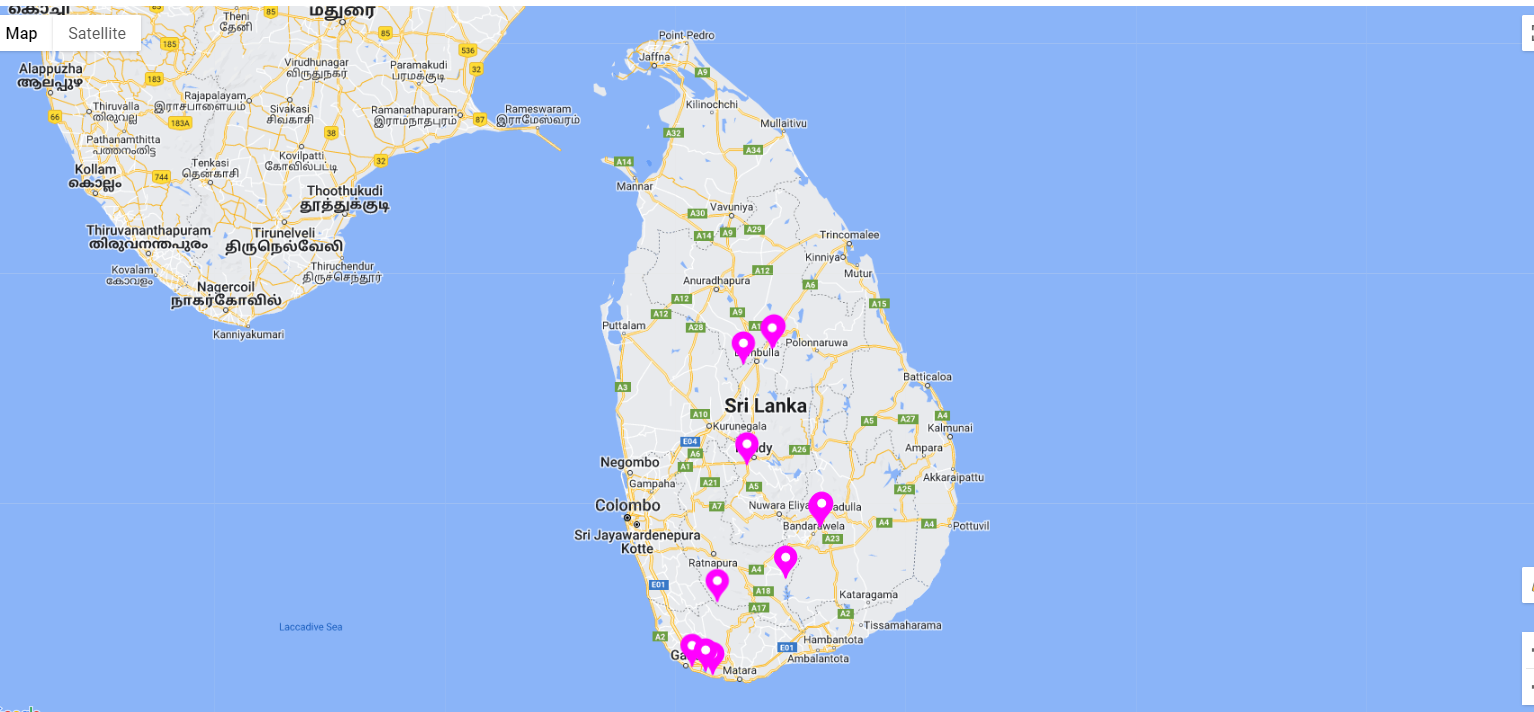 கொச்சி
83
Theni
தேனி
85
மதுரை
Map
Satellite
185
85
536
Point Pedro
Jaffna
A9
Alappuzha
ആലപ്പുഴ
183
Virudhunagar
விருதுநகர்
Paramakudi
பரமக்குடி
32
Rajapalayam
இராசபாளையம்
Sivakasi
சிவகாசி
Thiruvalla
തിരുവല്ല
66
183A
38
Ramanathapuram
இராமநாதபுரம்
87
Rameswaram
இராமேஸ்வரம்
Kilinochchi
Mullaitivu
A32
A34
Pathanamthitta
പത്തനംതിട്ട
Kollam
കൊല്ലം
744
Tenkasi
தென்காசி
Kovilpatti
கோவில்பட்டி
32
A14
Mannar
Thoothukudi
தூத்துக்குடி
Vavuniya
A30
A14
A9
A29
Thiruvananthapuram
തിരുവനന്തപുരം
Tirunelveli
திருநெல்வேலி
Trincomalee
Kinniya
Mutur
Kovalam
കോവളം
Thiruchendur
திருச்செந்தூர்
A12
Anuradhapura
A6
Nagercoil
நாகர்கோவில்
A12
A15
Kanniyakumari
A12
A9
Puttalam
A28
Polonnaruwa
Batticaloa
A3
Sri Lanka
A10
Kurunegala
A5
A27
A4
Kalmunai
E04
A6
A26
Ampara
Negombo
A1
Gampaha
A21
A5
A25
Akkaraipattu
Colombo
A7
Nuwara Eliya
A4
A4
Pottuvil
Sri Jayawardenepura
Kotte
Bandarawela
A23
Ratnapura
A4
E01
A18
A17
Kataragama
A2
Laccadive Sea
A2
Tissamaharama
Hambantota
E01
Ambalantota
Matara